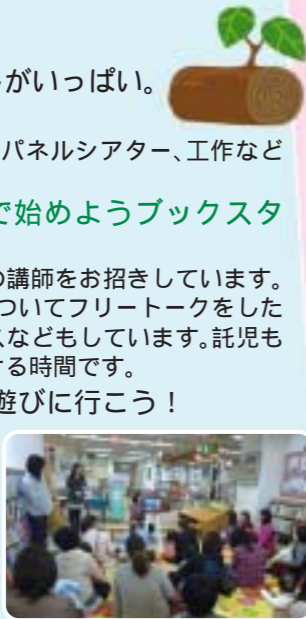 がいっぱい。
パネルシアター、工作など
で始めようブックスタ
の講師をお招きしています。
ついてフリートークをした
スなどもしています。託児も
する時間です。
遊びに行こう！